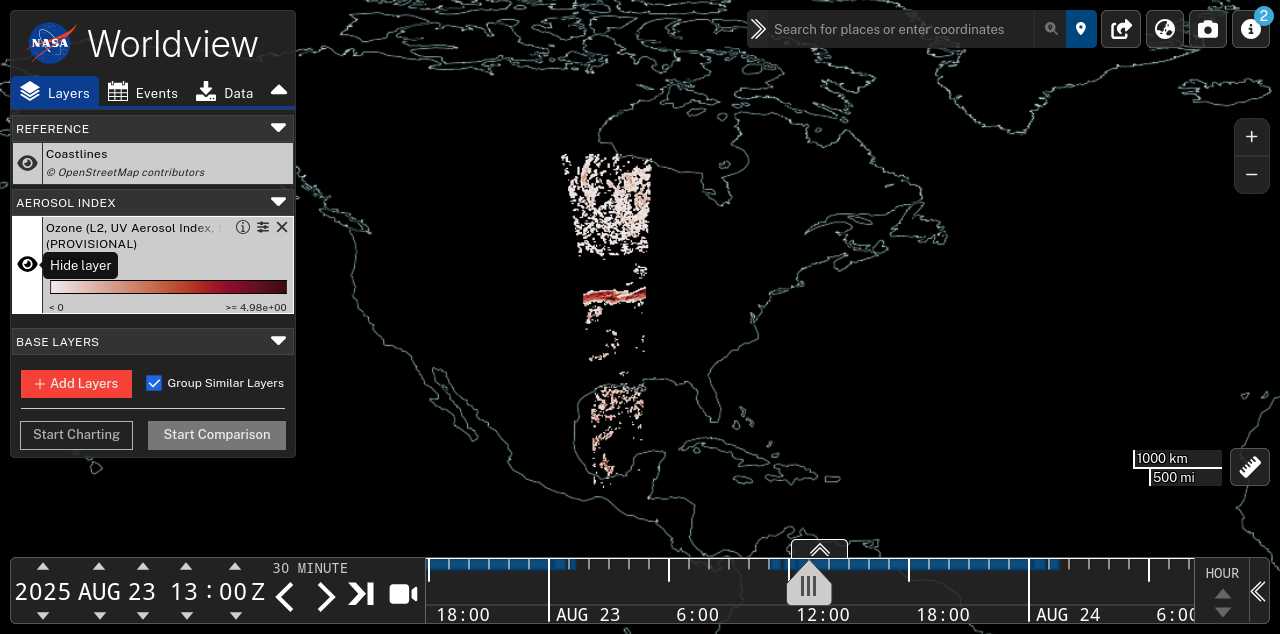 NASA Worldview
Search for places or enter coordinates
2
Layers Events Data
REFERENCE
Coastlines
© OpenStreetMap contributors
AEROSOL INDEX
Ozone (L2, UV Aerosol Index,
(PROVISIONAL)
Hide layer
< 0 >= 4.98e+00
BASE LAYERS
+ Add Layers Group Similar Layers
Start Charting Start Comparison
+
−
1000 km
500 mi
2025 AUG 23 13:00 Z
30 MINUTE
18:00 AUG 23 6:00 12:00 18:00 AUG 24 6:00
HOUR